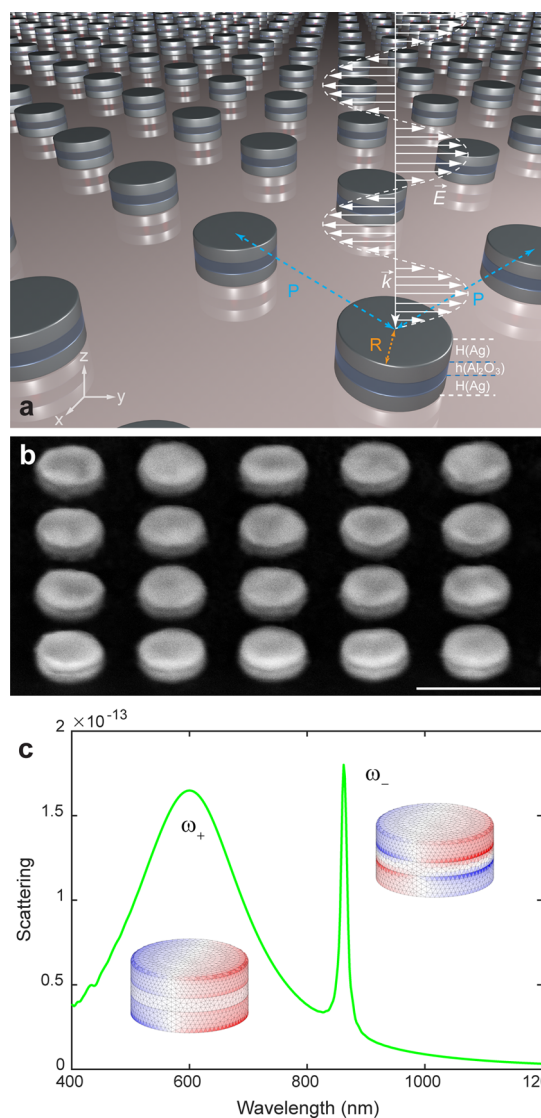 E
k
P
P
R
H(Ag)
h(Al₂O₃)
H(Ag)
z
y
x
a
b
c
2 ×10⁻¹³
1.5
1
0.5
0
Scattering
ω₊
ω₋
400 600 800 1000 1200
Wavelength (nm)